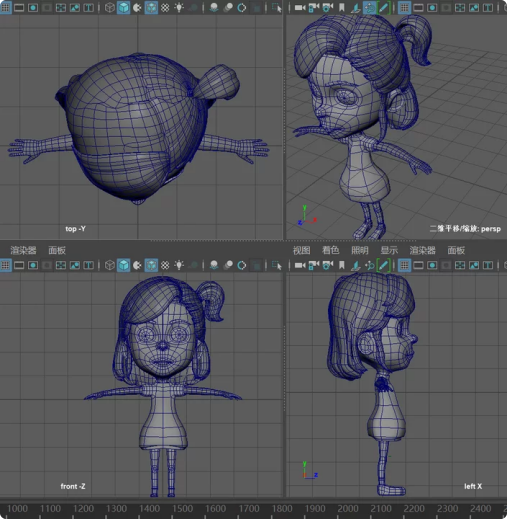 top -Y
二维平移/缩放: persp
渲染器 面板
视图 着色 照明 显示 渲染器 面板
front -Z
left X
1000 1100 1200 1300 1400 1500 1600 1700 1800 1900 2000 2100 2200 2300 2400